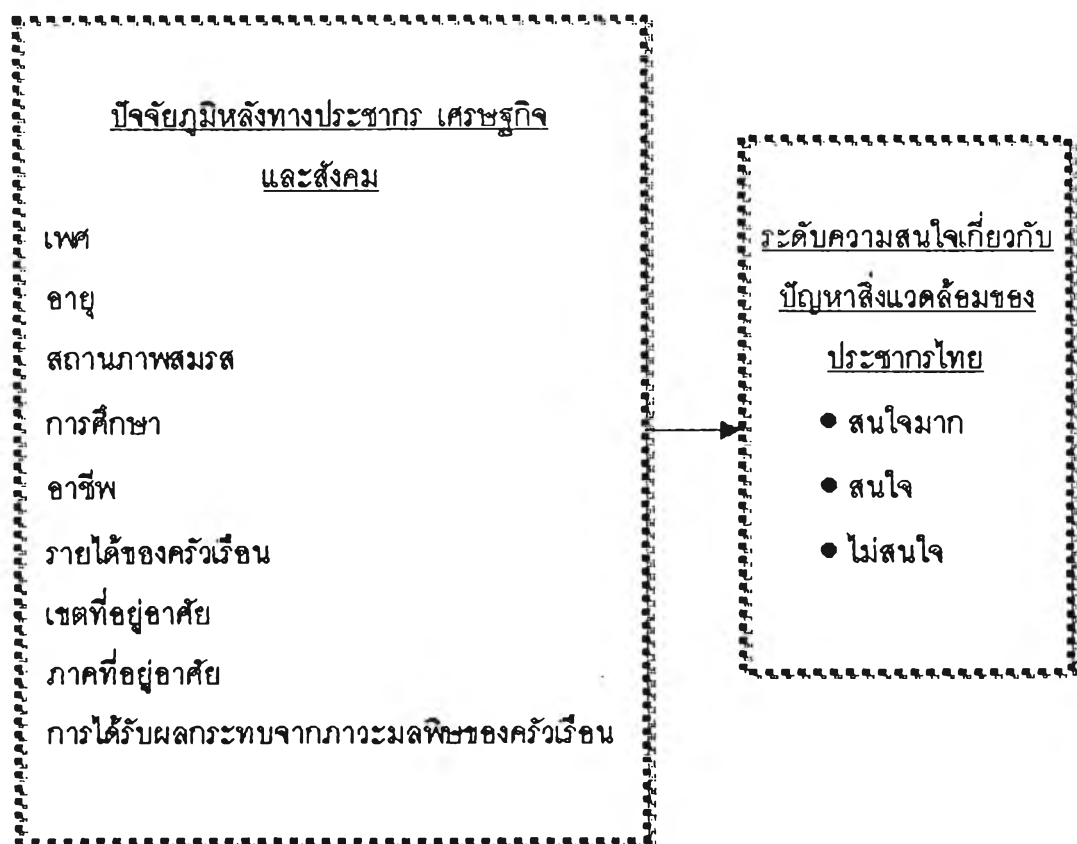 ปัจจัยภูมิหลังทางประชากร เศรษฐกิจ
และสังคม
เพศ
อายุ
สถานภาพสมรส
การศึกษา
อาชีพ
รายได้ของครัวเรือน
เขตที่อยู่อาศัย
ภาคที่อยู่อาศัย
การได้รับผลกระทบจากภาวะมลพิษของครัวเรือน
ระดับความสนใจเกี่ยวกับ
ปัญหาสิ่งแวดล้อมของ
ประชากรไทย
● สนใจมาก
● สนใจ
● ไม่สนใจ